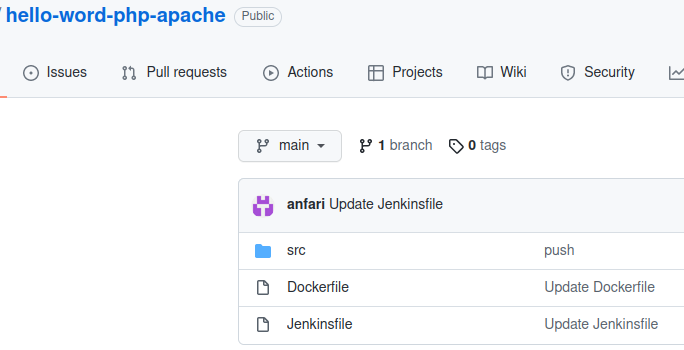 / hello-word-php-apache Public
Issues Pull requests Actions Projects Wiki Security
main 1 branch 0 tags
anfari Update Jenkinsfile
src push
Dockerfile Update Dockerfile
Jenkinsfile Update Jenkinsfile